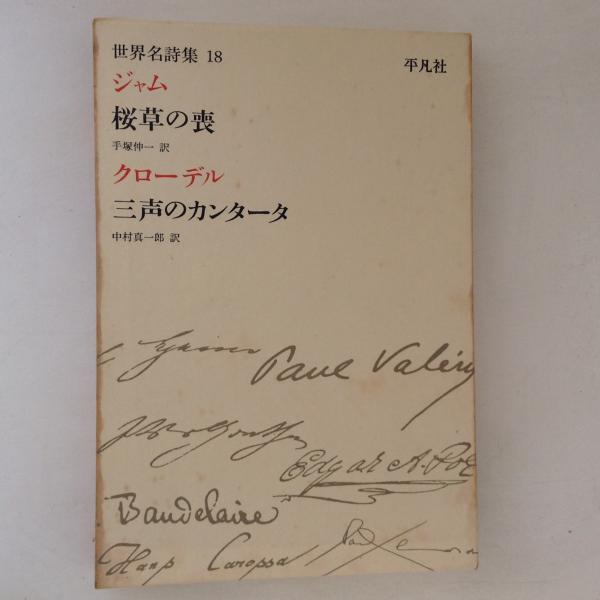 世界名詩集 18
平凡社
ジャム
桜草の喪
手塚伸一 訳
クローデル
三声のカンタータ
中村真一郎 訳
Paul Valéry
Edgar A. Poe
Baudelaire
Hans Carossa